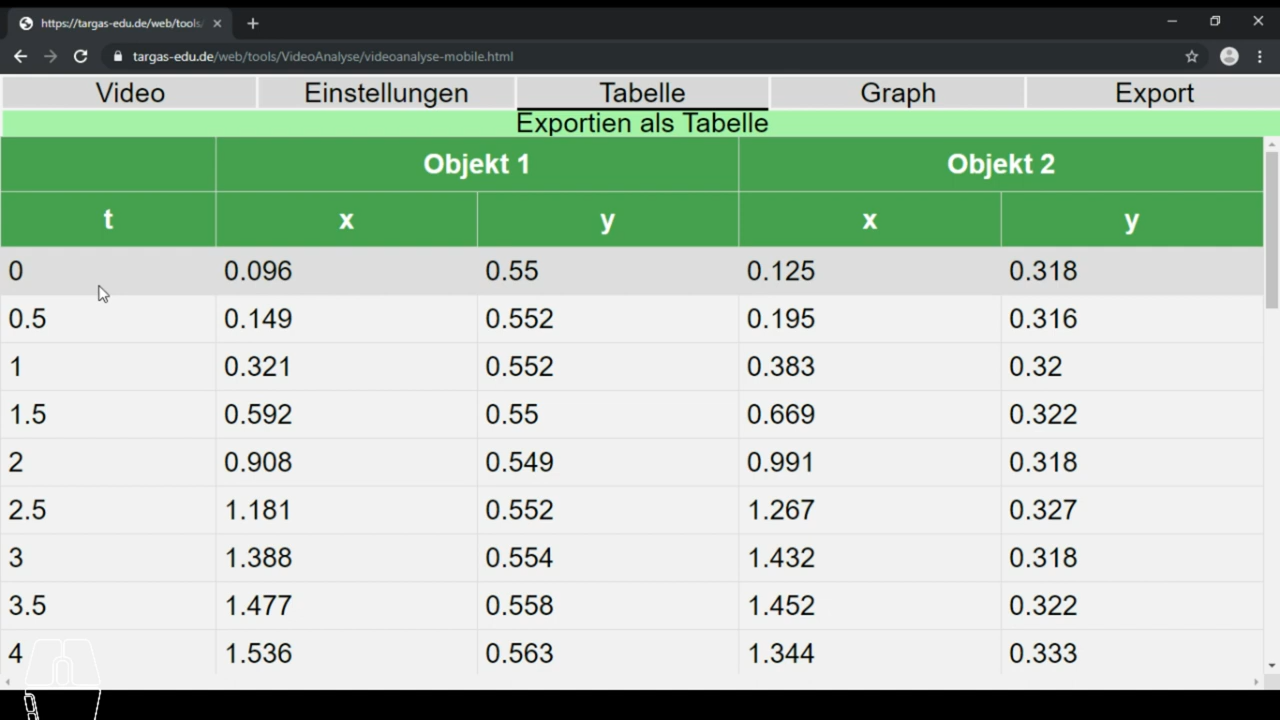 https://targas-edu.de/web/tools
targas-edu.de/web/tools/VideoAnalyse/videoanalyse-mobile.html
Video Einstellungen Tabelle Graph Export
Exportien als Tabelle
Objekt 1 Objekt 2
t x y x y
0 0.096 0.55 0.125 0.318
0.5 0.149 0.552 0.195 0.316
1 0.321 0.552 0.383 0.32
1.5 0.592 0.55 0.669 0.322
2 0.908 0.549 0.991 0.318
2.5 1.181 0.552 1.267 0.327
3 1.388 0.554 1.432 0.318
3.5 1.477 0.558 1.452 0.322
4 1.536 0.563 1.344 0.333